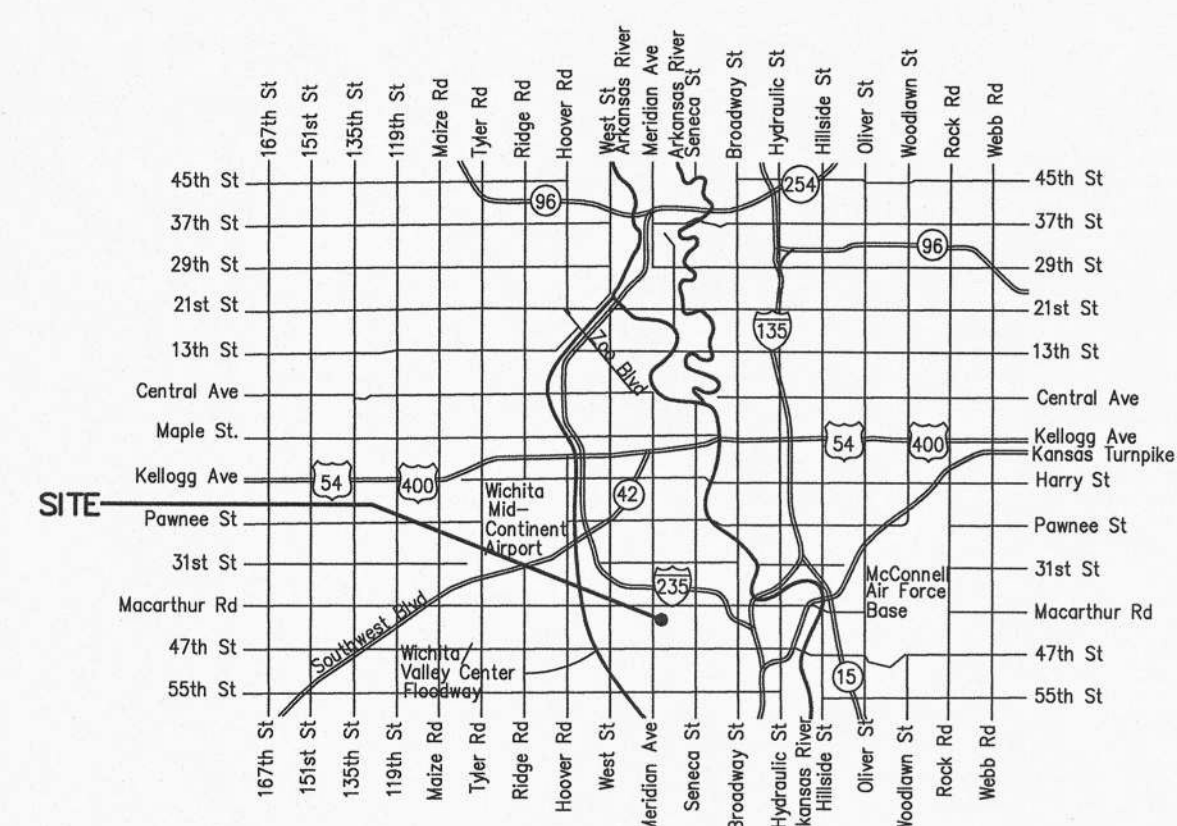 167th St
151st St
135th St
119th St
Maize Rd
Tyler Rd
Ridge Rd
Hoover Rd
West St
Arkansas River
Meridian Ave
Arkansas River
Seneca St
Broadway St
Hydraulic St
Hillside St
Oliver St
Woodlawn St
Rock Rd
Webb Rd
45th St
254
45th St
96
37th St
37th St
96
29th St
29th St
21st St
21st St
135
13th St
Zoo Blvd
13th St
Central Ave
Central Ave
Maple St.
54
400
Kellogg Ave
Kansas Turnpike
Kellogg Ave
54
400
42
Harry St
SITE
Wichita
Mid-
Continent
Airport
Pawnee St
Pawnee St
31st St
McConnell
Air Force
Base
31st St
235
Macarthur Rd
Macarthur Rd
Southwest Blvd
47th St
Wichita/
Valley Center
Floodway
47th St
15
55th St
55th St
167th St
151st St
135th St
119th St
Maize Rd
Tyler Rd
Ridge Rd
Hoover Rd
West St
Meridian Ave
Seneca St
Broadway St
Hydraulic St
Arkansas River
Hillside St
Oliver St
Woodlawn St
Rock Rd
Webb Rd